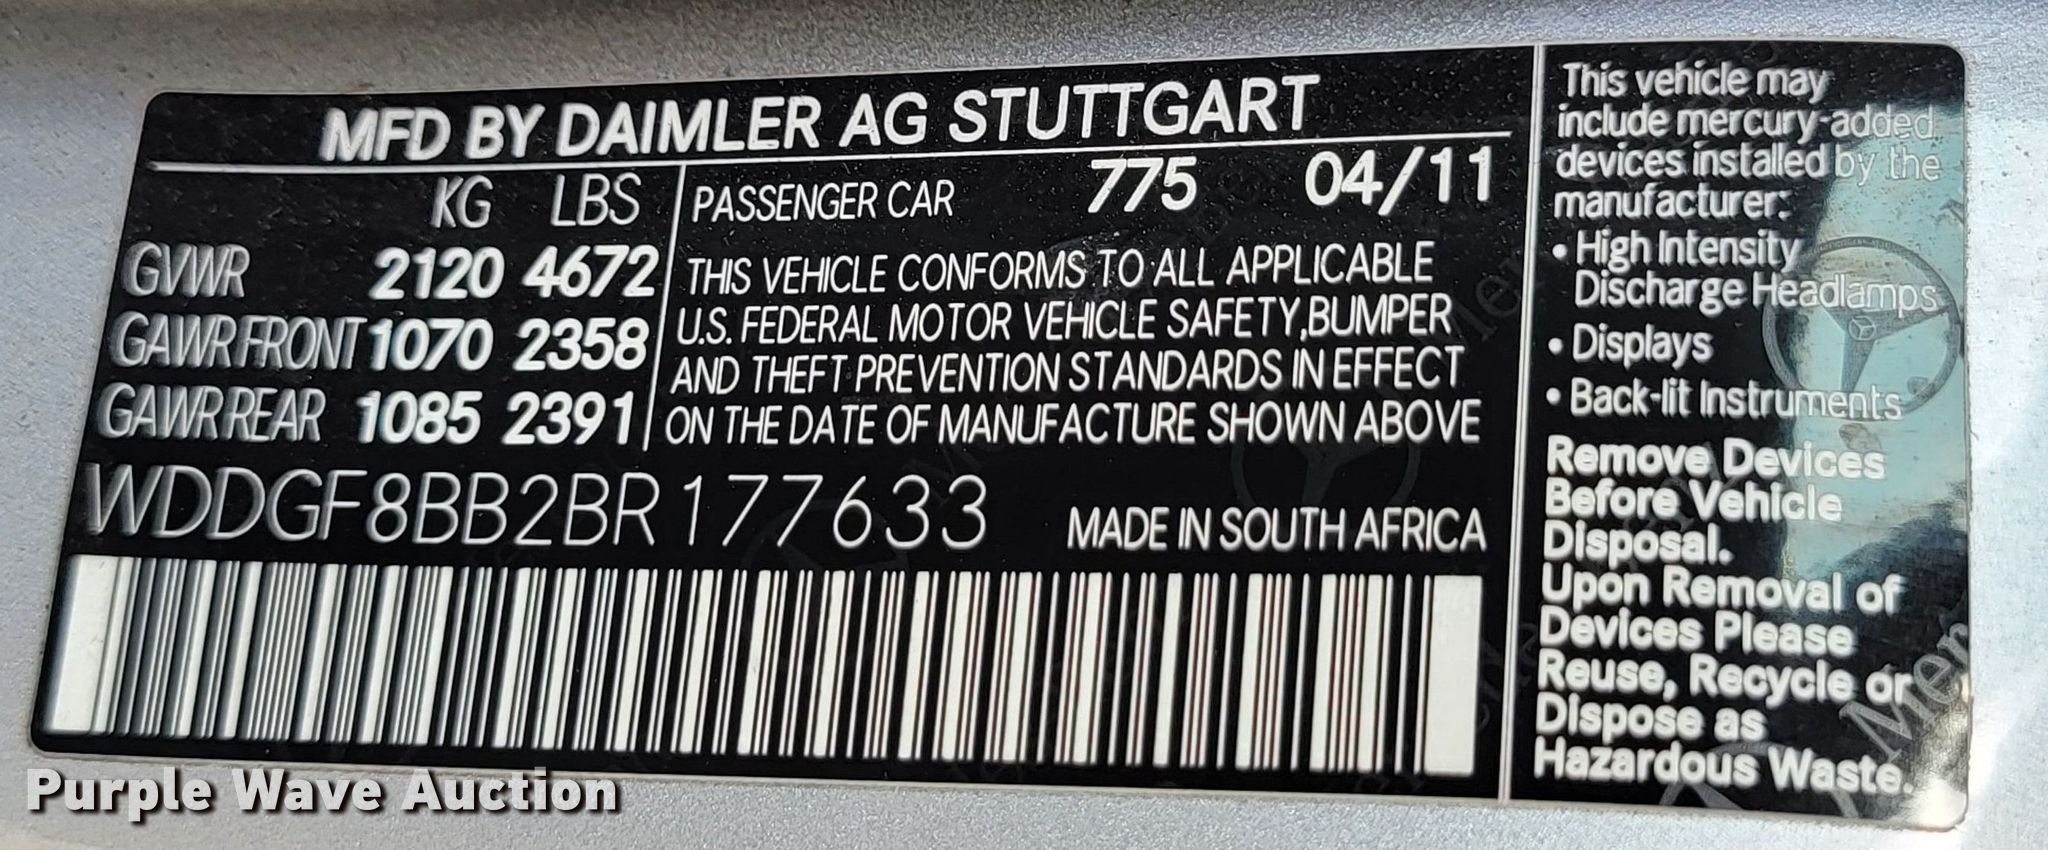 MFD BY DAIMLER AG STUTTGART
KG LBS
GVWR 2120 4672
GAWR FRONT 1070 2358
GAWR REAR 1085 2391
PASSENGER CAR 775 04/11
THIS VEHICLE CONFORMS TO ALL APPLICABLE
U.S. FEDERAL MOTOR VEHICLE SAFETY,BUMPER
AND THEFT PREVENTION STANDARDS IN EFFECT
ON THE DATE OF MANUFACTURE SHOWN ABOVE
WDDGF8BB2BR177633
MADE IN SOUTH AFRICA
This vehicle may
include mercury-added
devices installed by the
manufacturer:
• High Intensity
Discharge Headlamps
• Displays
• Back-lit Instruments
Remove Devices
Before Vehicle
Disposal.
Upon Removal of
Devices Please
Reuse, Recycle or
Dispose as
Hazardous Waste.
Purple Wave Auction